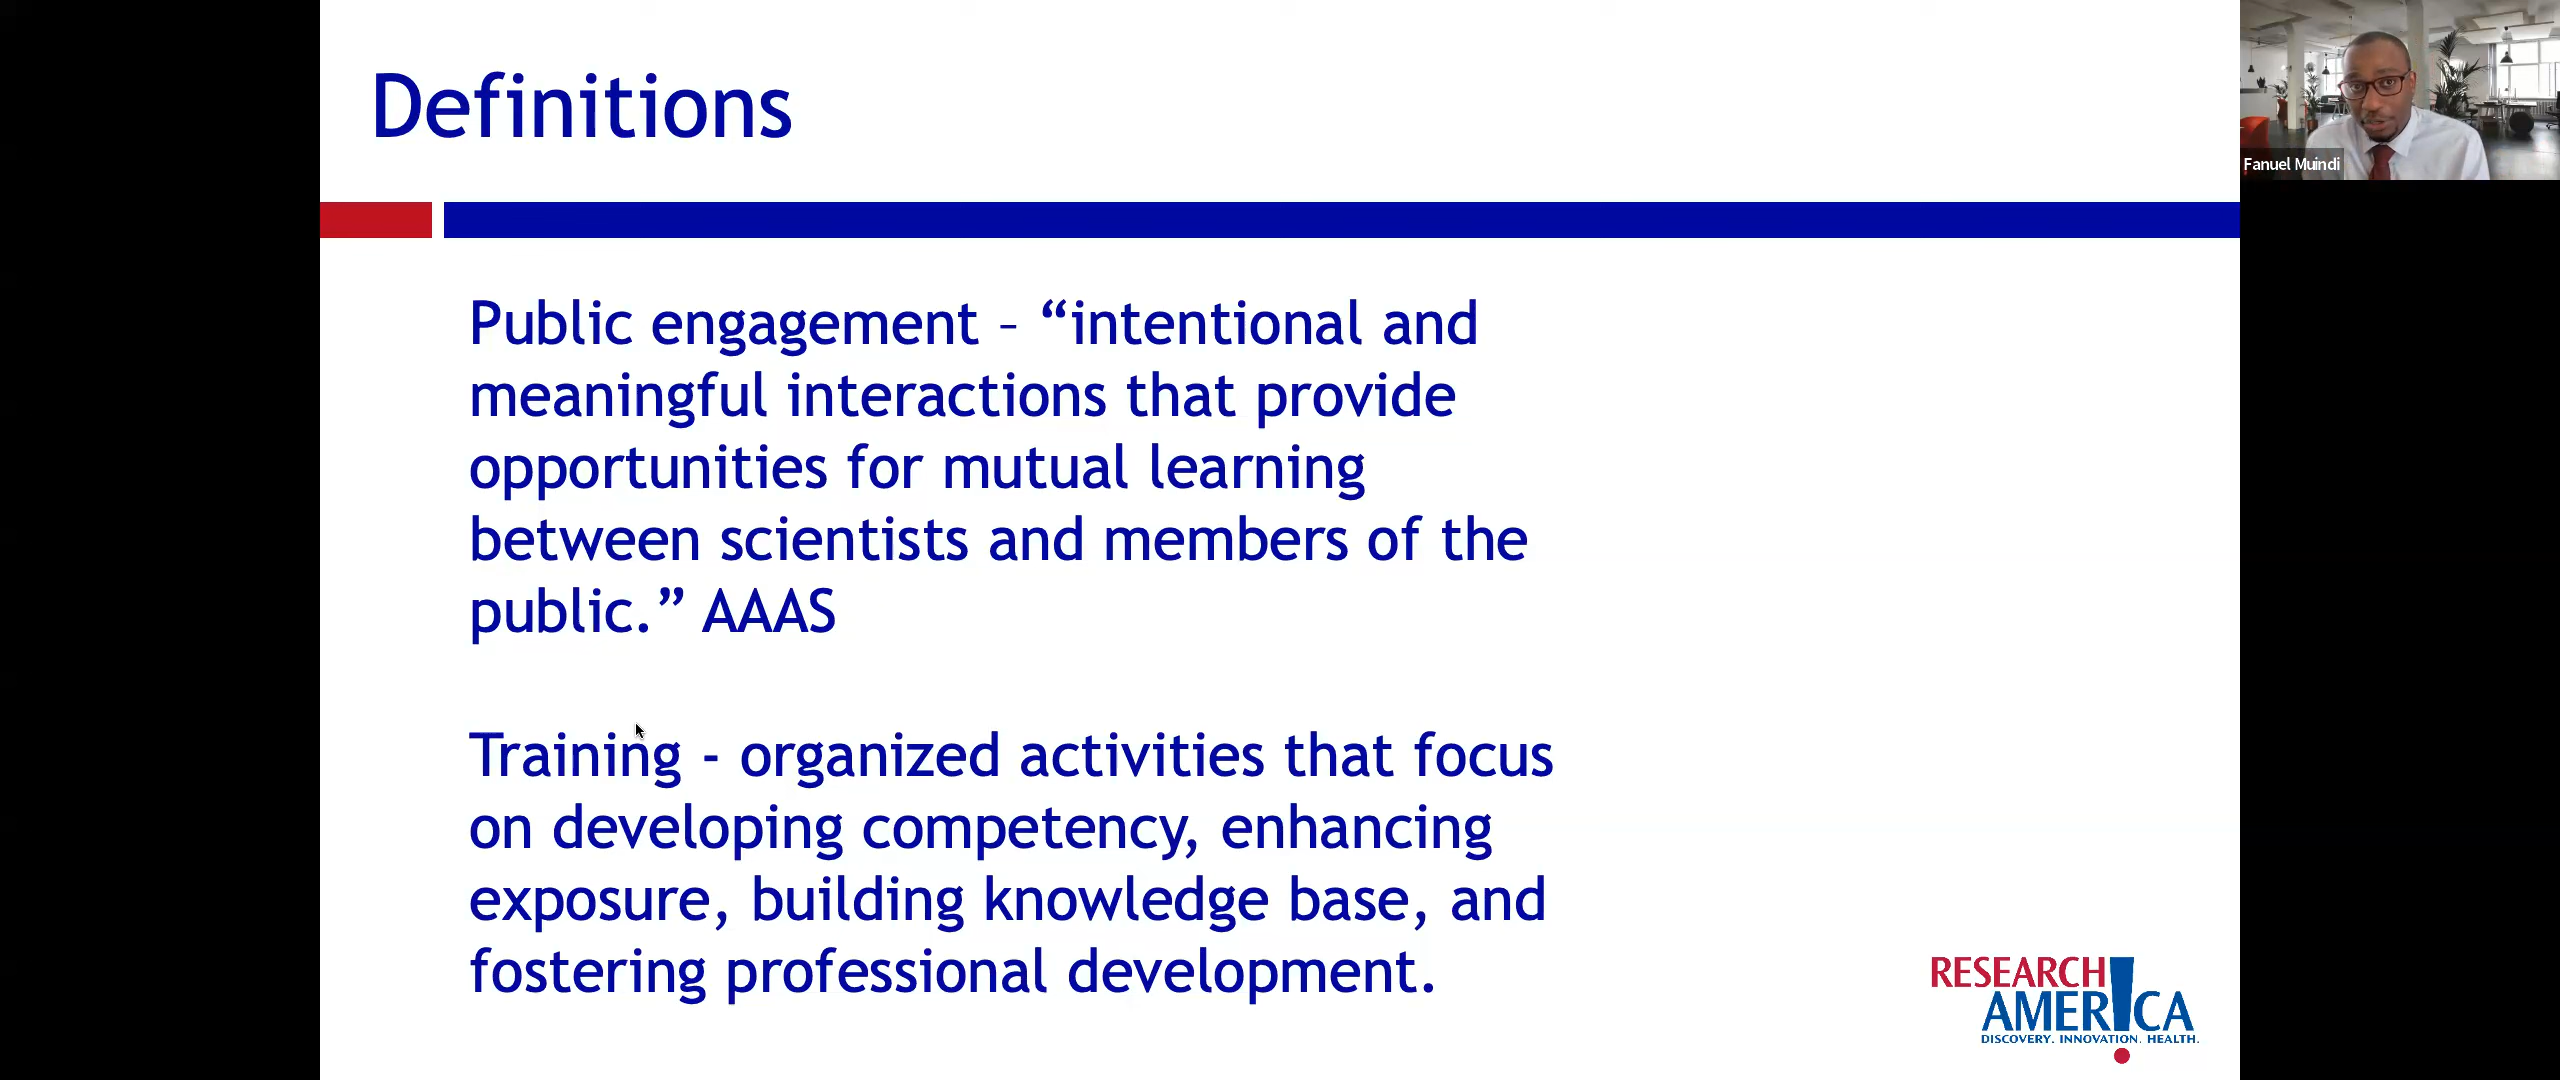 Definitions
Fanuel Muindi
Public engagement – “intentional and
meaningful interactions that provide
opportunities for mutual learning
between scientists and members of the
public.” AAAS
Training - organized activities that focus
on developing competency, enhancing
exposure, building knowledge base, and
fostering professional development.
RESEARCH
AMER!CA
DISCOVERY. INNOVATION. HEALTH.